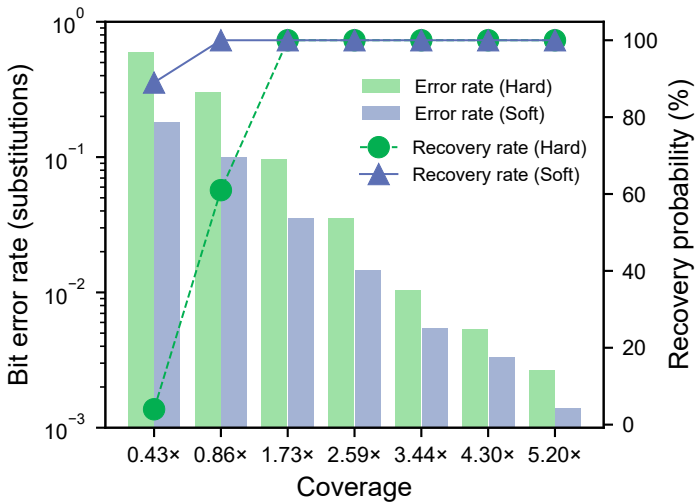 Bit error rate (substitutions)
10⁰
10⁻¹
10⁻²
10⁻³
Error rate (Hard)
Error rate (Soft)
Recovery rate (Hard)
Recovery rate (Soft)
100
80
60
40
20
0
Recovery probability (%)
0.43× 0.86× 1.73× 2.59× 3.44× 4.30× 5.20×
Coverage